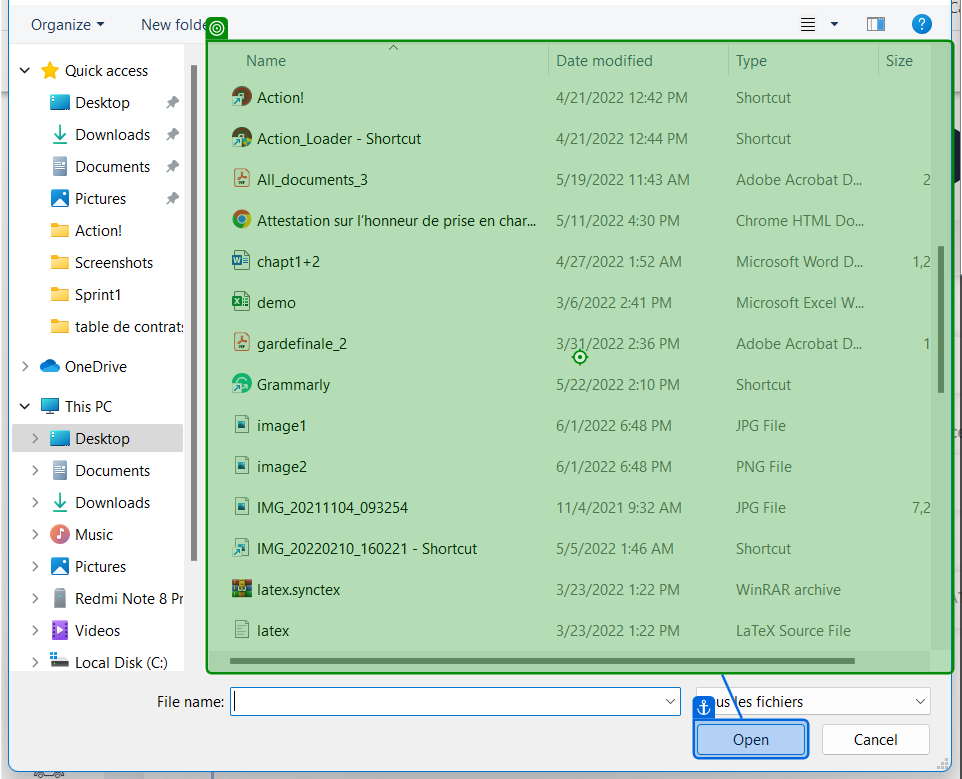 Organize New folde
Name Date modified Type Size
Quick access
Desktop
Downloads
Documents
Pictures
Action!
Screenshots
Sprint1
table de contrats
OneDrive
This PC
Desktop
Documents
Downloads
Music
Pictures
Redmi Note 8 Pr
Videos
Local Disk (C:)
Action! 4/21/2022 12:42 PM Shortcut
Action_Loader - Shortcut 4/21/2022 12:44 PM Shortcut
All_documents_3 5/19/2022 11:43 AM Adobe Acrobat D... 2
Attestation sur l'honneur de prise en char... 5/11/2022 4:30 PM Chrome HTML Do...
chapt1+2 4/27/2022 1:52 AM Microsoft Word D... 1,2
demo 3/6/2022 2:41 PM Microsoft Excel W...
gardefinale_2 3/31/2022 2:36 PM Adobe Acrobat D... 1
Grammarly 5/22/2022 2:10 PM Shortcut
image1 6/1/2022 6:48 PM JPG File
image2 6/1/2022 6:48 PM PNG File
IMG_20211104_093254 11/4/2021 9:32 AM JPG File 7,2
IMG_20220210_160221 - Shortcut 5/5/2022 1:46 AM Shortcut
latex.synctex 3/23/2022 1:22 PM WinRAR archive
latex 3/23/2022 1:22 PM LaTeX Source File
File name: us les fichiers
Open Cancel